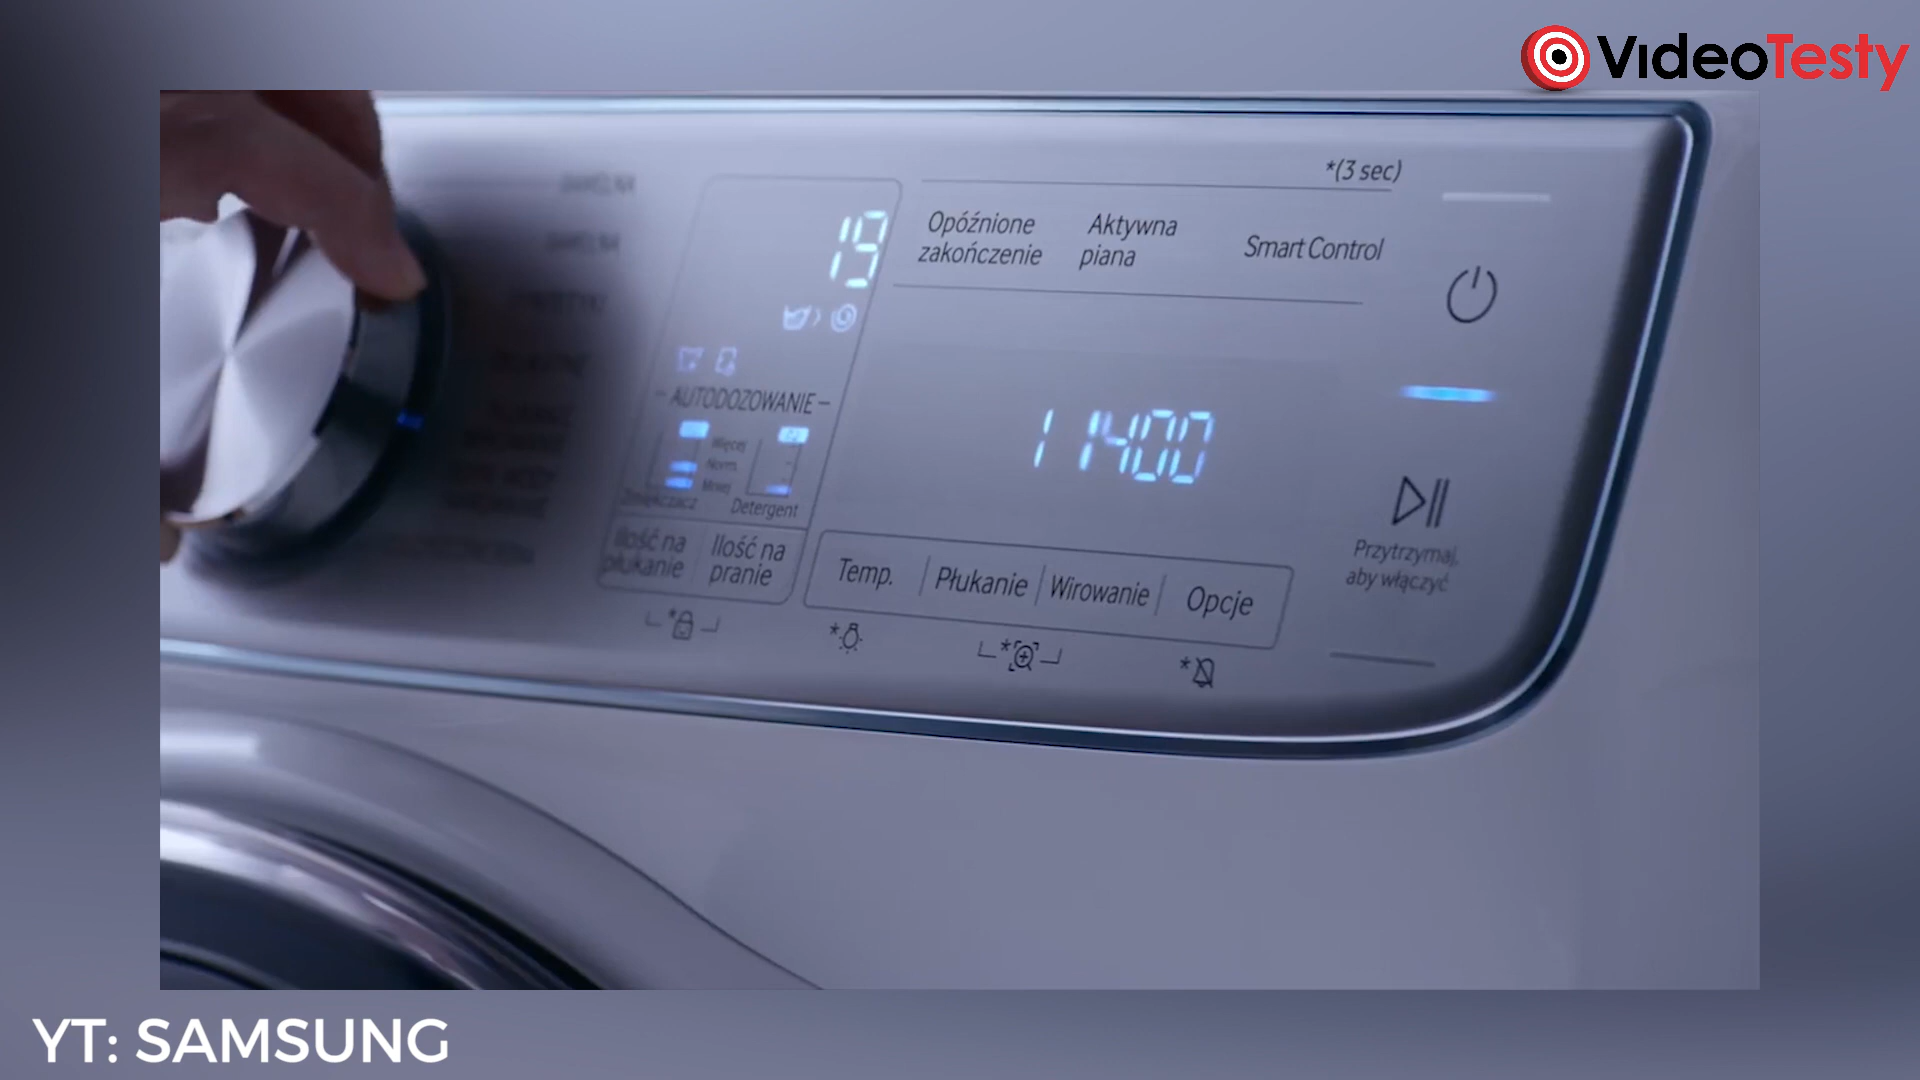 VideoTesty
*(3 sec)
Opóźnione
zakończenie
Aktywna
piana
Smart Control
19
AUTODOZOWANIE
Więcej
Norm.
Mniej
Zmiękczacz
Detergent
1 1400
Ilość na
płukanie
Ilość na
pranie
Temp.
Płukanie
Wirowanie
Opcje
Przytrzymaj,
aby włączyć
YT: SAMSUNG